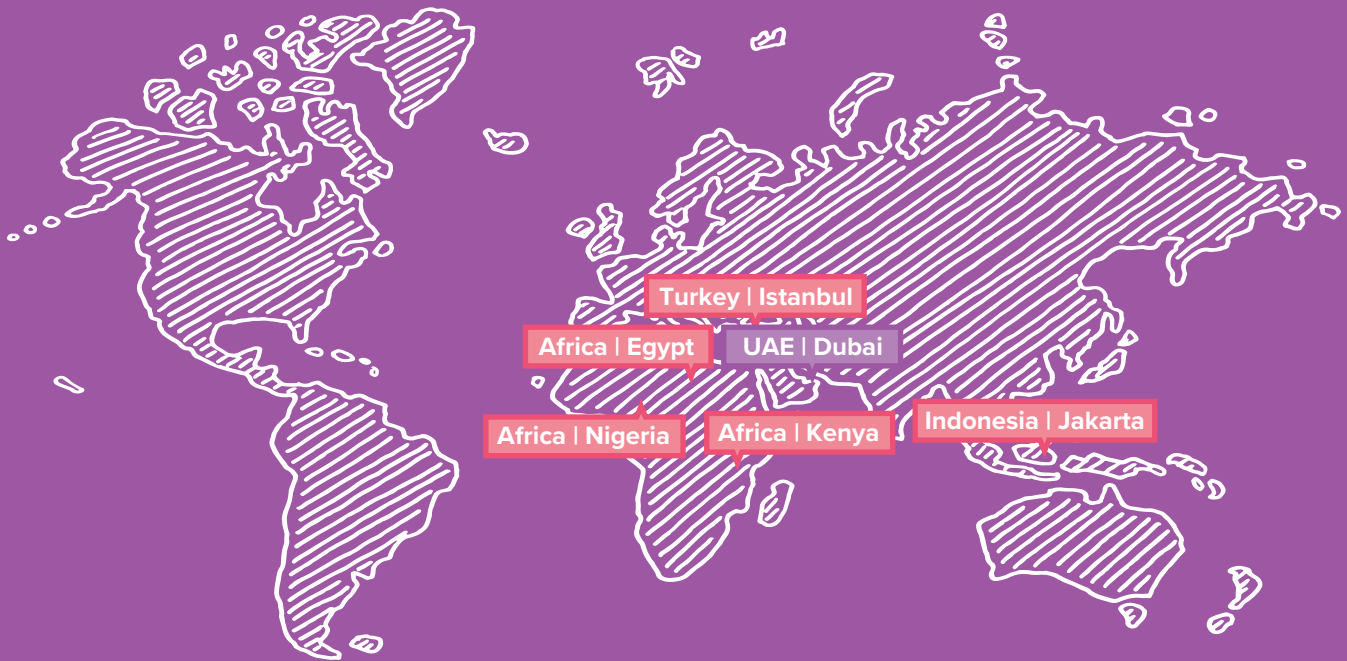 Turkey | Istanbul
Africa | Egypt
UAE | Dubai
Africa | Nigeria
Africa | Kenya
Indonesia | Jakarta